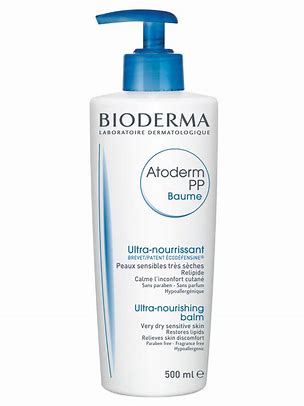 BIODERMA
LABORATOIRE DERMATOLOGIQUE
Atoderm
PP
Baume
Ultra-nourrissant
BREVET/PATENT ÉCODÉFENSINE®
Peaux sensibles très sèches
Relipide
Calme l'inconfort cutané
Sans paraben - Sans parfum
Hypoallergénique
Ultra-nourishing
balm
Very dry sensitive skin
Restores lipids
Relieves skin discomfort
Paraben free - Fragrance free
Hypoallergenic
500 ml ℮